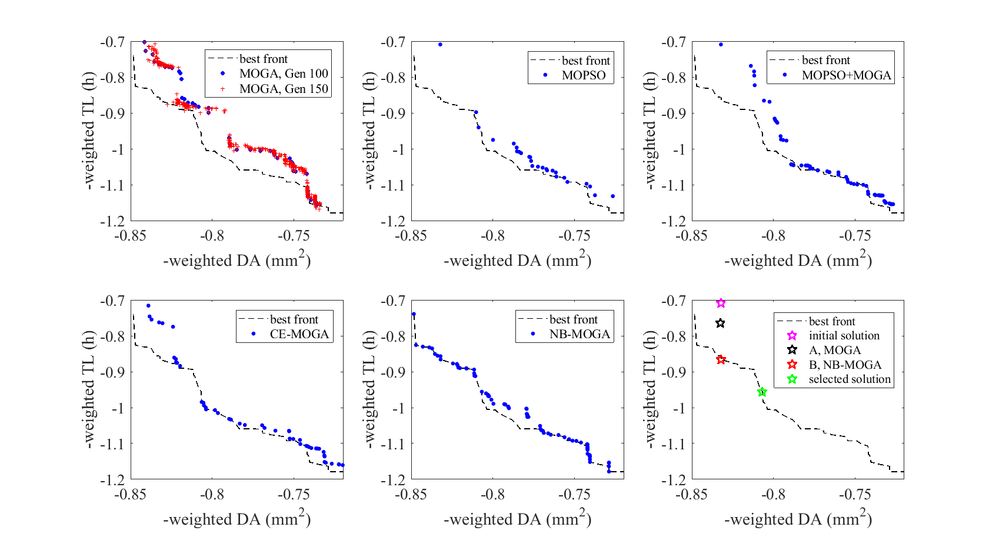 -0.7
-0.8
-0.9
-1
-1.1
-1.2
-0.85
-0.8
-0.75
-weighted TL (h)
-weighted DA (mm2)
best front
MOGA, Gen 100
MOGA, Gen 150
-0.7
-0.8
-0.9
-1
-1.1
-1.2
-0.85
-0.8
-0.75
-weighted TL (h)
-weighted DA (mm2)
best front
MOPSO
-0.7
-0.8
-0.9
-1
-1.1
-1.2
-0.85
-0.8
-0.75
-weighted TL (h)
-weighted DA (mm2)
best front
MOPSO+MOGA
-0.7
-0.8
-0.9
-1
-1.1
-1.2
-0.85
-0.8
-0.75
-weighted TL (h)
-weighted DA (mm2)
best front
CE-MOGA
-0.7
-0.8
-0.9
-1
-1.1
-1.2
-0.85
-0.8
-0.75
-weighted TL (h)
-weighted DA (mm2)
best front
NB-MOGA
-0.7
-0.8
-0.9
-1
-1.1
-1.2
-0.85
-0.8
-0.75
-weighted TL (h)
-weighted DA (mm2)
best front
initial solution
A, MOGA
B, NB-MOGA
selected solution